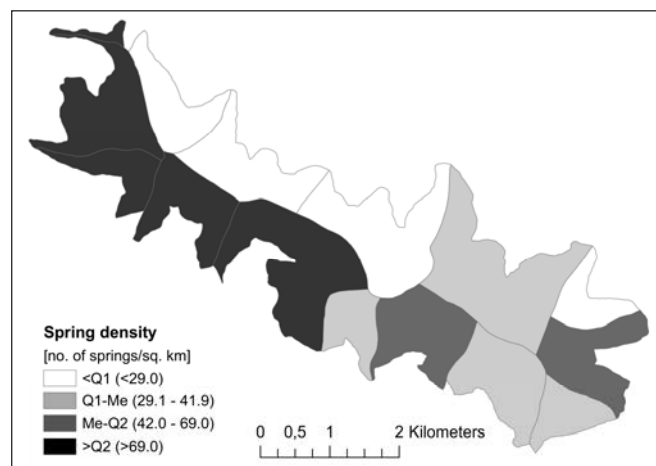 Spring density
[no. of springs/sq. km]
<Q1 (<29.0)
Q1-Me (29.1 - 41.9)
Me-Q2 (42.0 - 69.0)
>Q2 (>69.0)
0 0,5 1 2 Kilometers